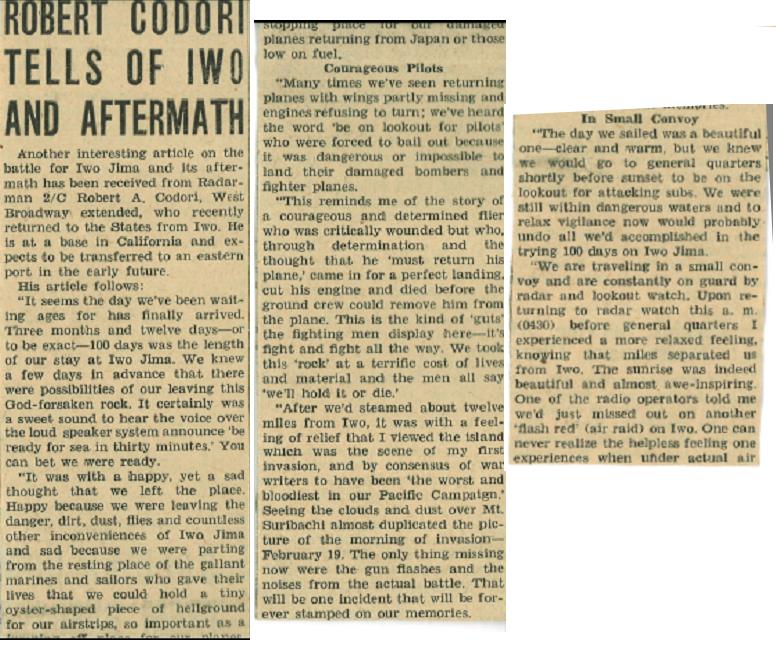 ROBERT CODORI
TELLS OF IWO
AND AFTERMATH
Another interesting article on the
battle for Iwo Jima and its after-
math has been received from Radar-
man 2/C Robert A. Codori, West
Broadway extended, who recently
returned to the States from Iwo. He
is at a base in California and ex-
pects to be transferred to an eastern
port in the early future.
His article follows:
"It seems the day we've been wait-
ing ages for has finally arrived.
Three months and twelve days—or
to be exact—100 days was the length
of our stay at Iwo Jima. We knew
a few days in advance that there
were possibilities of our leaving this
God-forsaken rock. It certainly was
a sweet sound to hear the voice over
the loud speaker system announce 'be
ready for sea in thirty minutes.' You
can bet we were ready.
"It was with a happy, yet a sad
thought that we left the place.
Happy because we were leaving the
danger, dirt, dust, flies and countless
other inconveniences of Iwo Jima
and sad because we were parting
from the resting place of the gallant
marines and sailors who gave their
lives that we could hold a tiny
oyster-shaped piece of hellground
for our airstrips, so important as a
jumping off place for our planes
stopping place for our damaged
planes returning from Japan or those
low on fuel.
Courageous Pilots
"Many times we've seen returning
planes with wings partly missing and
engines refusing to turn; we've heard
the word 'be on lookout for pilots'
who were forced to bail out because
it was dangerous or impossible to
land their damaged bombers and
fighter planes.
"This reminds me of the story of
a courageous and determined flier
who was critically wounded but who,
through determination and the
thought that he 'must return his
plane,' came in for a perfect landing,
cut his engine and died before the
ground crew could remove him from
the plane. This is the kind of 'guts'
the fighting men display here—it's
fight and fight all the way. We took
this 'rock' at a terrific cost of lives
and material and the men all say
'we'll hold it or die.'
"After we'd steamed about twelve
miles from Iwo, it was with a feel-
ing of relief that I viewed the island
which was the scene of my first
invasion, and by consensus of war
writers to have been 'the worst and
bloodiest in our Pacific Campaign.'
Seeing the clouds and dust over Mt.
Suribachi almost duplicated the pic-
ture of the morning of invasion—
February 19. The only thing missing
now were the gun flashes and the
noises from the actual battle. That
will be one incident that will be for-
ever stamped on our memories.
memories.
In Small Convoy
"The day we sailed was a beautiful
one—clear and warm, but we knew
we would go to general quarters
shortly before sunset to be on the
lookout for attacking subs. We were
still within dangerous waters and to
relax vigilance now would probably
undo all we'd accomplished in the
trying 100 days on Iwo Jima.
"We are traveling in a small con-
voy and are constantly on guard by
radar and lookout watch. Upon re-
turning to radar watch this a. m.
(0430) before general quarters I
experienced a more relaxed feeling,
knowing that miles separated us
from Iwo. The sunrise was indeed
beautiful and almost awe-inspiring.
One of the radio operators told me
we'd just missed out on another
'flash red' (air raid) on Iwo. One can
never realize the helpless feeling one
experiences when under actual air